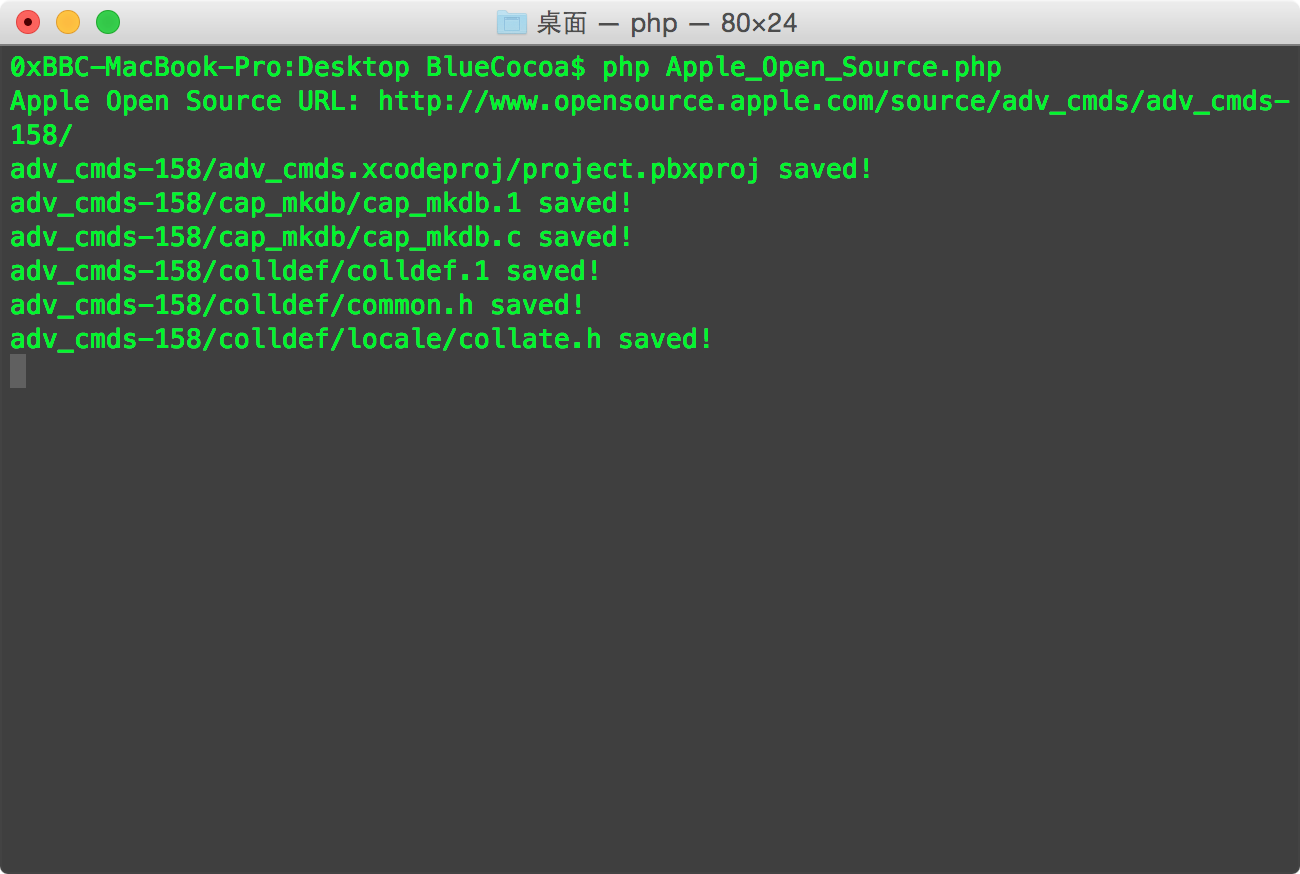 桌面 — php — 80×24
0xBBC-MacBook-Pro:Desktop BlueCocoa$ php Apple_Open_Source.php
Apple Open Source URL: http://www.opensource.apple.com/source/adv_cmds/adv_cmds-
158/
adv_cmds-158/adv_cmds.xcodeproj/project.pbxproj saved!
adv_cmds-158/cap_mkdb/cap_mkdb.1 saved!
adv_cmds-158/cap_mkdb/cap_mkdb.c saved!
adv_cmds-158/colldef/colldef.1 saved!
adv_cmds-158/colldef/common.h saved!
adv_cmds-158/colldef/locale/collate.h saved!